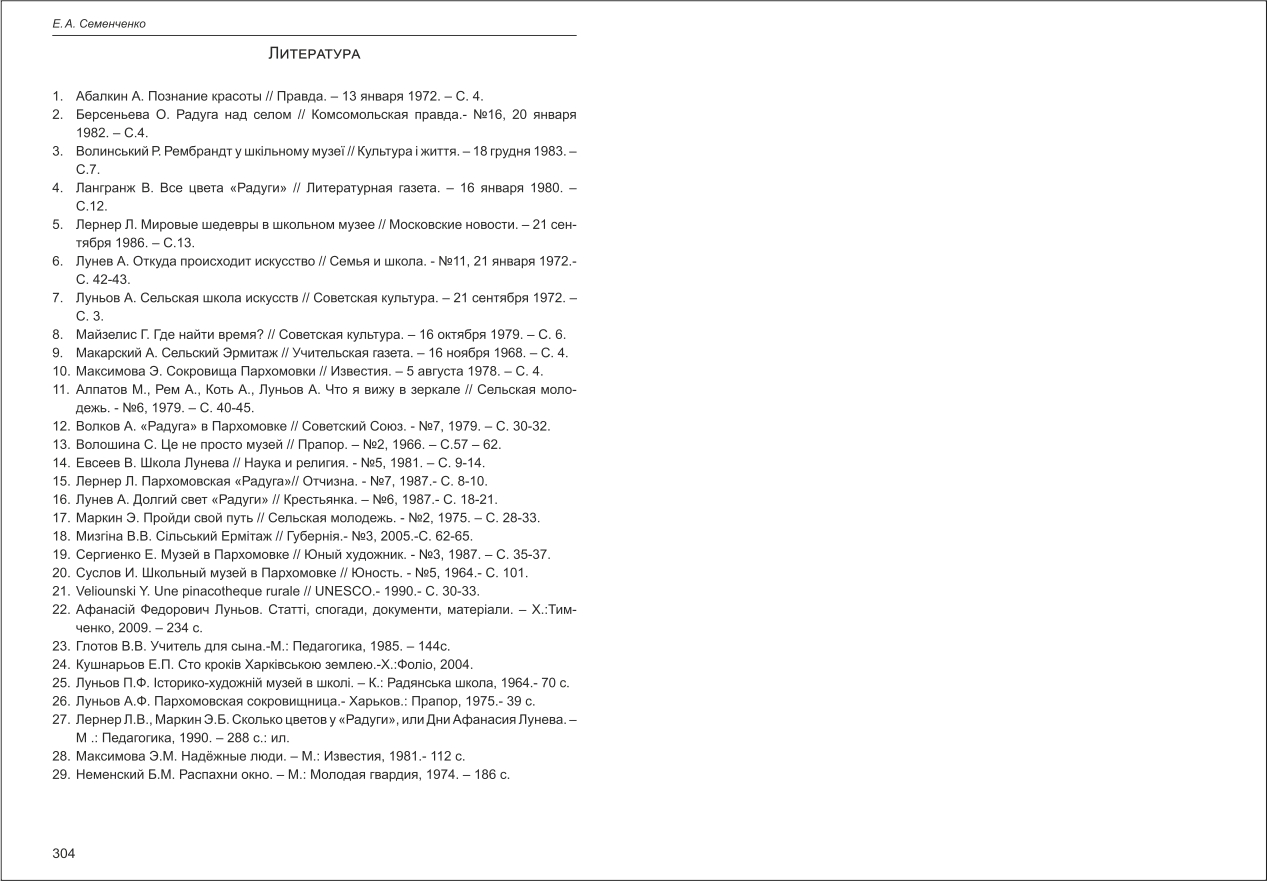 Е. А. Семенченко
Литература
1. Абалкин А. Познание красоты // Правда. – 13 января 1972. – С. 4.
2. Берсеньева О. Радуга над селом // Комсомольская правда.- №16, 20 января
1982. – С.4.
3. Волинський Р. Рембрандт у шкільному музеї // Культура і життя. – 18 грудня 1983. –
С.7.
4. Лангранж В. Все цвета «Радуги» // Литературная газета. – 16 января 1980. –
С.12.
5. Лернер Л. Мировые шедевры в школьном музее // Московские новости. – 21 сен-
тября 1986. – С.13.
6. Лунев А. Откуда происходит искусство // Семья и школа. - №11, 21 января 1972.-
С. 42-43.
7. Луньов А. Сельская школа искусств // Советская культура. – 21 сентября 1972. –
С. 3.
8. Майзелис Г. Где найти время? // Советская культура. – 16 октября 1979. – С. 6.
9. Макарский А. Сельский Эрмитаж // Учительская газета. – 16 ноября 1968. – С. 4.
10. Максимова Э. Сокровища Пархомовки // Известия. – 5 августа 1978. – С. 4.
11. Алпатов М., Рем А., Коть А., Луньов А. Что я вижу в зеркале // Сельская моло-
дежь. - №6, 1979. – С. 40-45.
12. Волков А. «Радуга» в Пархомовке // Советский Союз. - №7, 1979. – С. 30-32.
13. Волошина С. Це не просто музей // Прапор. – №2, 1966. – С.57 – 62.
14. Евсеев В. Школа Лунева // Наука и религия. - №5, 1981. – С. 9-14.
15. Лернер Л. Пархомовская «Радуга»// Отчизна. - №7, 1987.- С. 8-10.
16. Лунев А. Долгий свет «Радуги» // Крестьянка. – №6, 1987.- С. 18-21.
17. Маркин Э. Пройди свой путь // Сельская молодежь. - №2, 1975. – С. 28-33.
18. Мизгіна В.В. Сільський Ермітаж // Губернія.- №3, 2005.-С. 62-65.
19. Сергиенко Е. Музей в Пархомовке // Юный художник. - №3, 1987. – С. 35-37.
20. Суслов И. Школьный музей в Пархомовке // Юность. - №5, 1964.- С. 101.
21. Veliounski Y. Une pinacotheque rurale // UNESCO.- 1990.- С. 30-33.
22. Афанасій Федорович Луньов. Статті, спогади, документи, матеріали. – Х.:Тим-
ченко, 2009. – 234 с.
23. Глотов В.В. Учитель для сына.-М.: Педагогика, 1985. – 144с.
24. Кушнарьов Е.П. Сто кроків Харківською землею.-Х.:Фоліо, 2004.
25. Луньов П.Ф. Історико-художній музей в школі. – К.: Радянська школа, 1964.- 70 с.
26. Луньов А.Ф. Пархомовская сокровищница.- Харьков.: Прапор, 1975.- 39 с.
27. Лернер Л.В., Маркин Э.Б. Сколько цветов у «Радуги», или Дни Афанасия Лунева. –
М .: Педагогика, 1990. – 288 с.: ил.
28. Максимова Э.М. Надёжные люди. – М.: Известия, 1981.- 112 с.
29. Неменский Б.М. Распахни окно. – М.: Молодая гвардия, 1974. – 186 с.
304